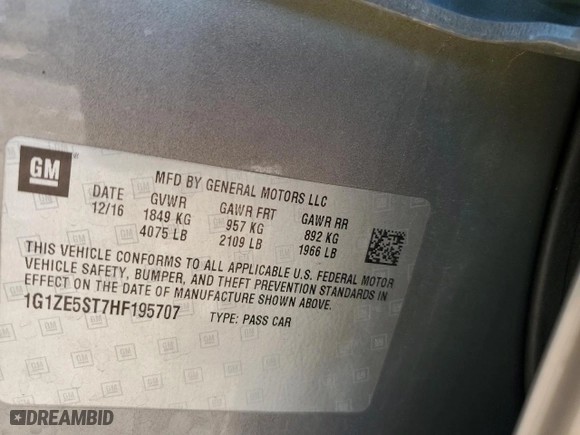 GM
MFD BY GENERAL MOTORS LLC
DATE GVWR GAWR FRT GAWR RR
12/16 1849 KG 957 KG 892 KG
4075 LB 2109 LB 1966 LB
THIS VEHICLE CONFORMS TO ALL APPLICABLE U.S. FEDERAL MOTOR
VEHICLE SAFETY, BUMPER, AND THEFT PREVENTION STANDARDS IN
EFFECT ON THE DATE OF MANUFACTURE SHOWN ABOVE.
1G1ZE5ST7HF195707 TYPE: PASS CAR
DREAMBID